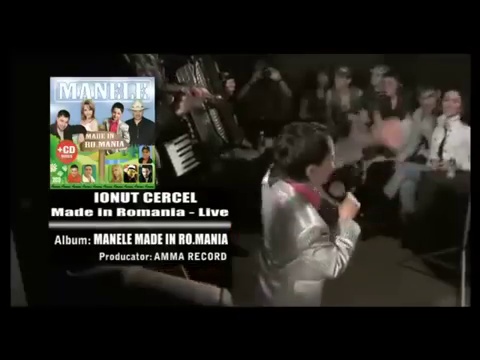 MANELE
MADE IN
RO.MANIA
+CD
IONUT CERCEL
Made in Romania - Live
Album: MANELE MADE IN RO.MANIA
Producator: AMMA RECORD